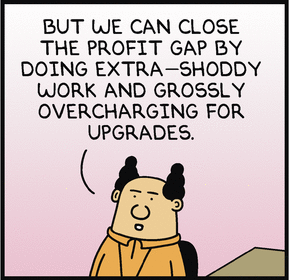 BUT WE CAN CLOSE
THE PROFIT GAP BY
DOING EXTRA-SHODDY
WORK AND GROSSLY
OVERCHARGING FOR
UPGRADES.